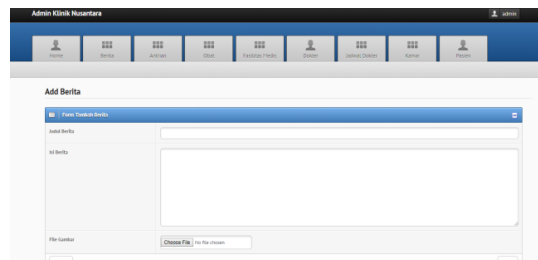 Admin Klinik Nusantara
admin
Home
Berita
Antrian
Obat
Fasilitas Medis
Dokter
Jadwal Dokter
Kamar
Pasien
Add Berita
Form Tambah Berita
Judul Berita
Isi Berita
File Gambar
Choose File No file chosen